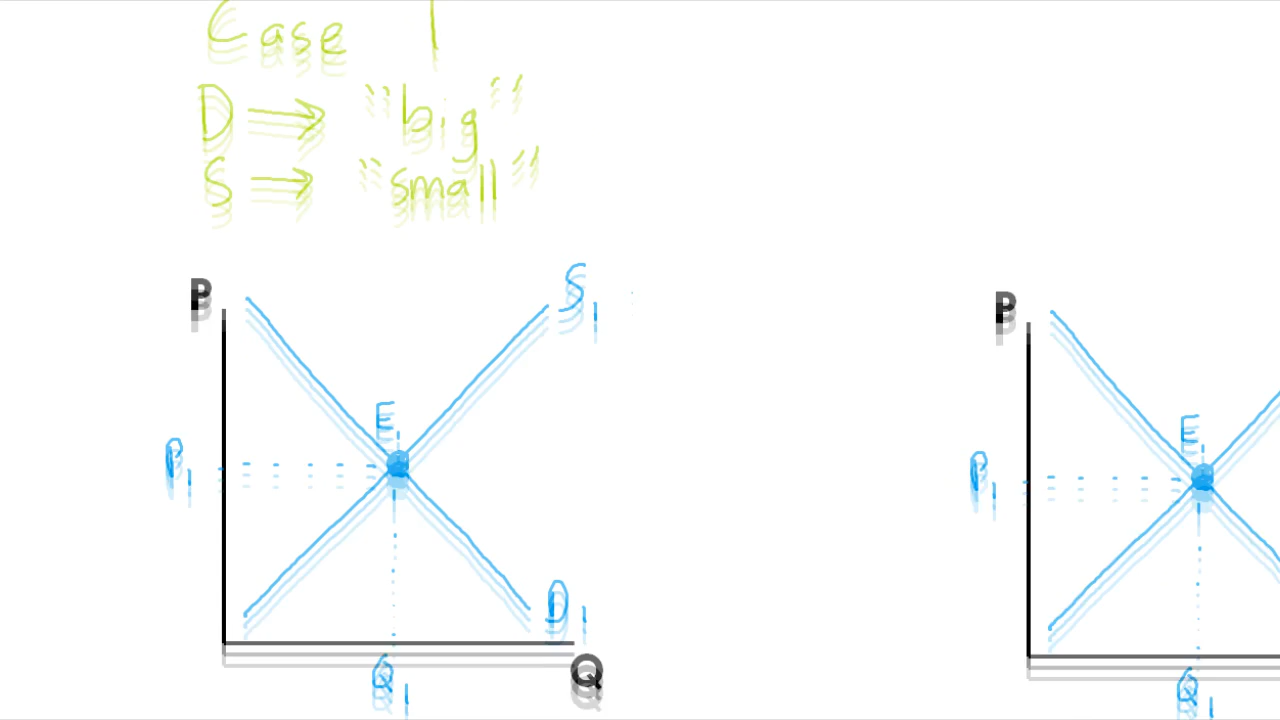 Case 1
D → "big"
S → "small"
P
S1
E1
P1
D1
Q1
Q
P
E1
P1
Q1